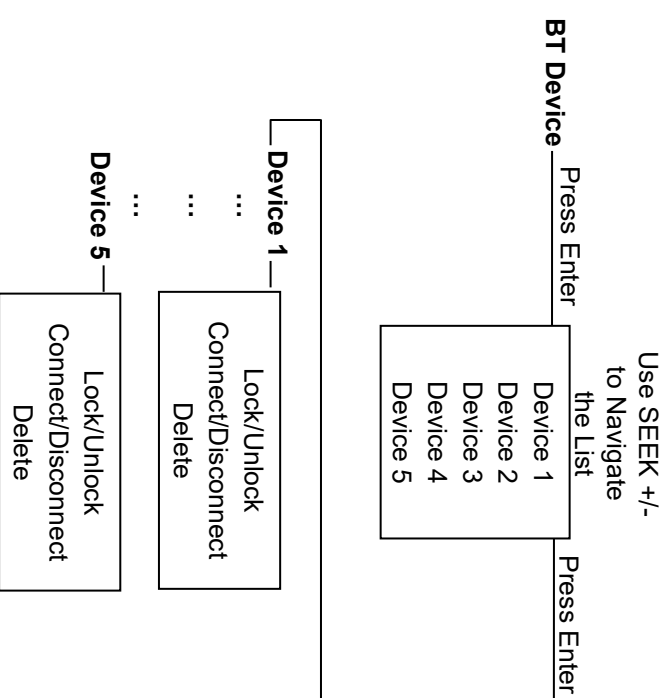 Use SEEK +/-
to Navigate
the List
BT Device
Press Enter
Device 1
Device 2
Device 3
Device 4
Device 5
Press Enter
Device 1
Lock/Unlock
Connect/Disconnect
Delete
...
...
...
Device 5
Lock/Unlock
Connect/Disconnect
Delete